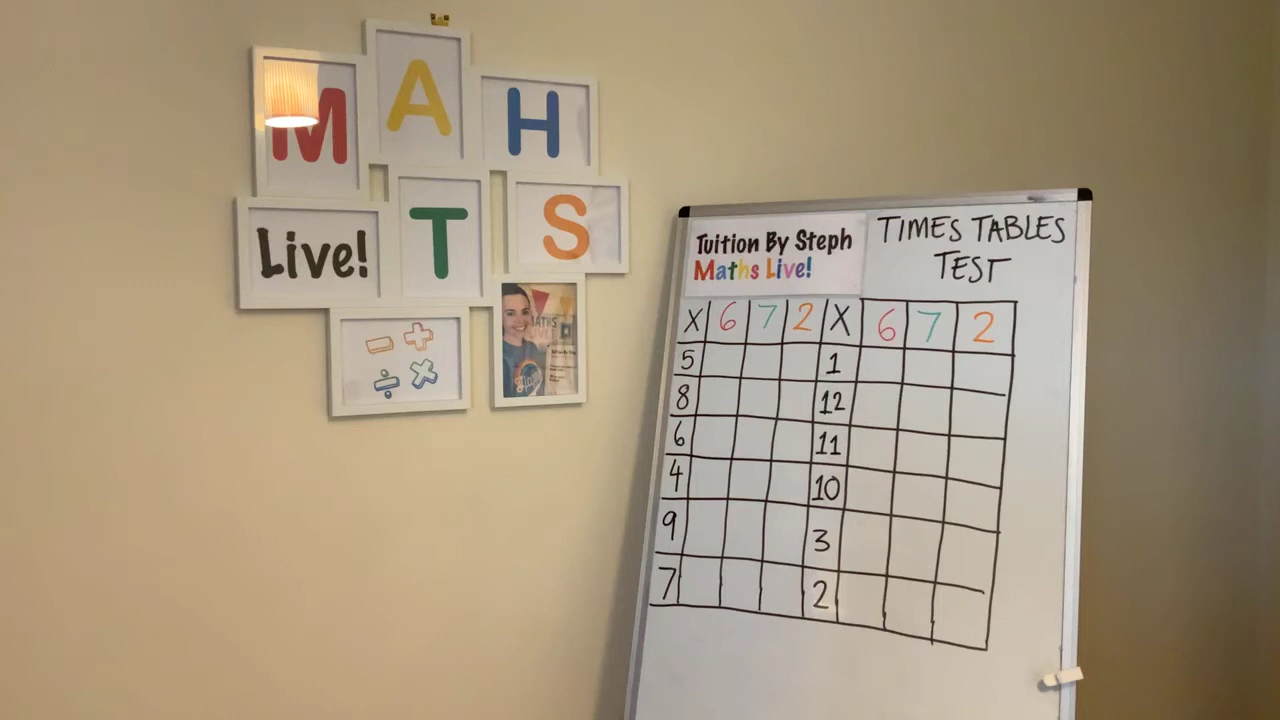 MATHS
Live!
Tuition By Steph
Maths Live!
TIMES TABLES
TEST
X 6 7 2 X 6 7 2
5 1
8 12
6 11
4 10
9 3
7 2